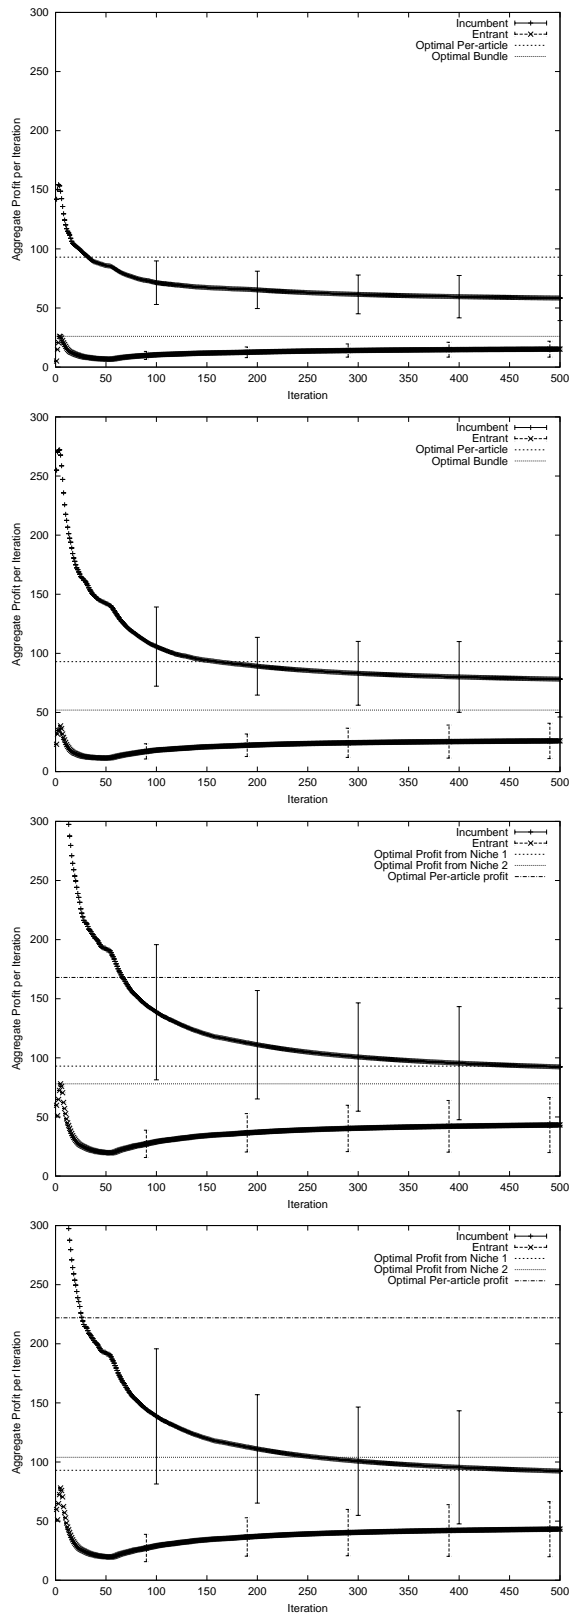 300
250
200
150
100
50
0
Aggregate Profit per Iteration
Incumbent
Entrant
Optimal Per-article
Optimal Bundle
0 50 100 150 200 250 300 350 400 450 500
Iteration
300
250
200
150
100
50
0
Aggregate Profit per Iteration
Incumbent
Entrant
Optimal Per-article
Optimal Bundle
0 50 100 150 200 250 300 350 400 450 500
Iteration
300
250
200
150
100
50
0
Aggregate Profit per Iteration
Incumbent
Entrant
Optimal Profit from Niche 1
Optimal Profit from Niche 2
Optimal Per-article profit
0 50 100 150 200 250 300 350 400 450 500
Iteration
300
250
200
150
100
50
0
Aggregate Profit per Iteration
Incumbent
Entrant
Optimal Profit from Niche 1
Optimal Profit from Niche 2
Optimal Per-article profit
0 50 100 150 200 250 300 350 400 450 500
Iteration